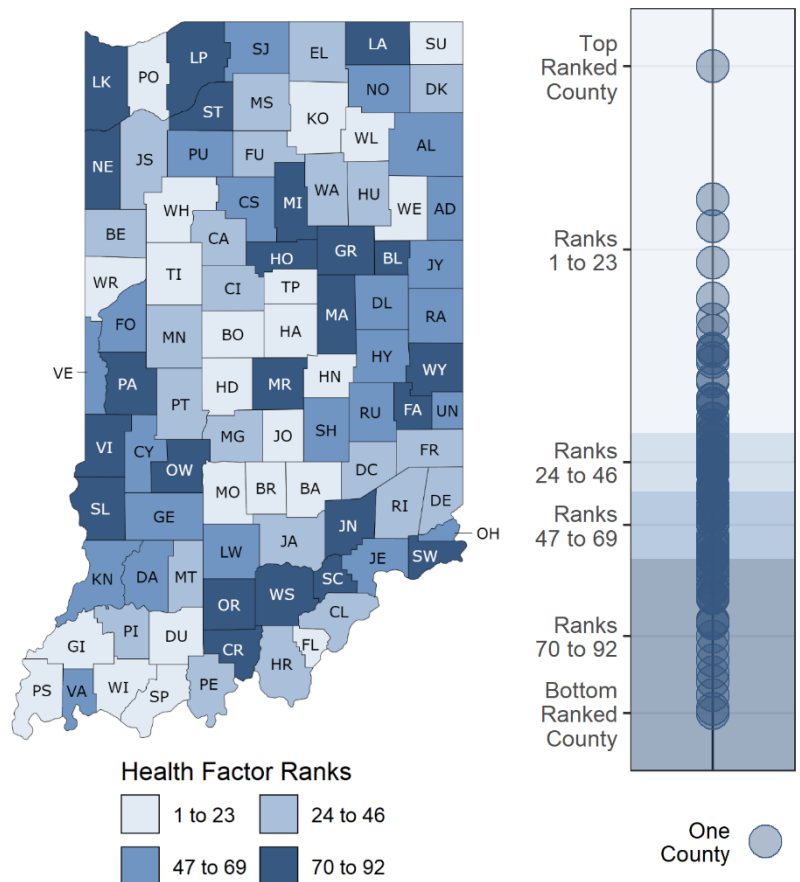 LK
PO
LP
SJ
EL
LA
SU
ST
MS
KO
NO
DK
NE
JS
PU
FU
WL
AL
WH
CS
MI
WA
HU
WE
AD
BE
CA
WR
TI
CI
HO
GR
BL
JY
TP
FO
MN
BO
HA
MA
DL
RA
VE
PA
PT
HD
MR
HN
HY
WY
FA
UN
VI
CY
OW
MG
JO
SH
RU
FR
DC
SL
GE
MO
BR
BA
RI
DE
JN
OH
KN
DA
MT
LW
JA
JE
SW
SC
OR
WS
CL
GI
PI
DU
CR
HR
FL
PS
VA
WI
SP
PE
Health Factor Ranks
1 to 23
24 to 46
47 to 69
70 to 92
Top
Ranked
County
Ranks
1 to 23
Ranks
24 to 46
Ranks
47 to 69
Ranks
70 to 92
Bottom
Ranked
County
One
County